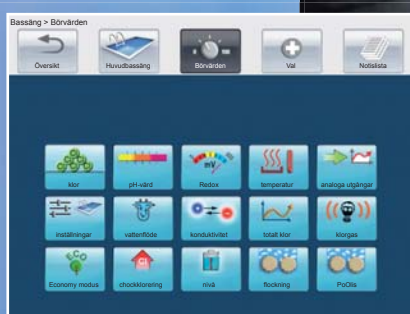 Bassäng > Börvärden
Översikt Huvudbassäng Börvärden Val Notislista
mV
klor pH-värd Redox temperatur analoga utgångar
inställningar vattenflöde konduktivitet totalt klor klorgas
Economy modus chockklorering nivå flockning PoOlis